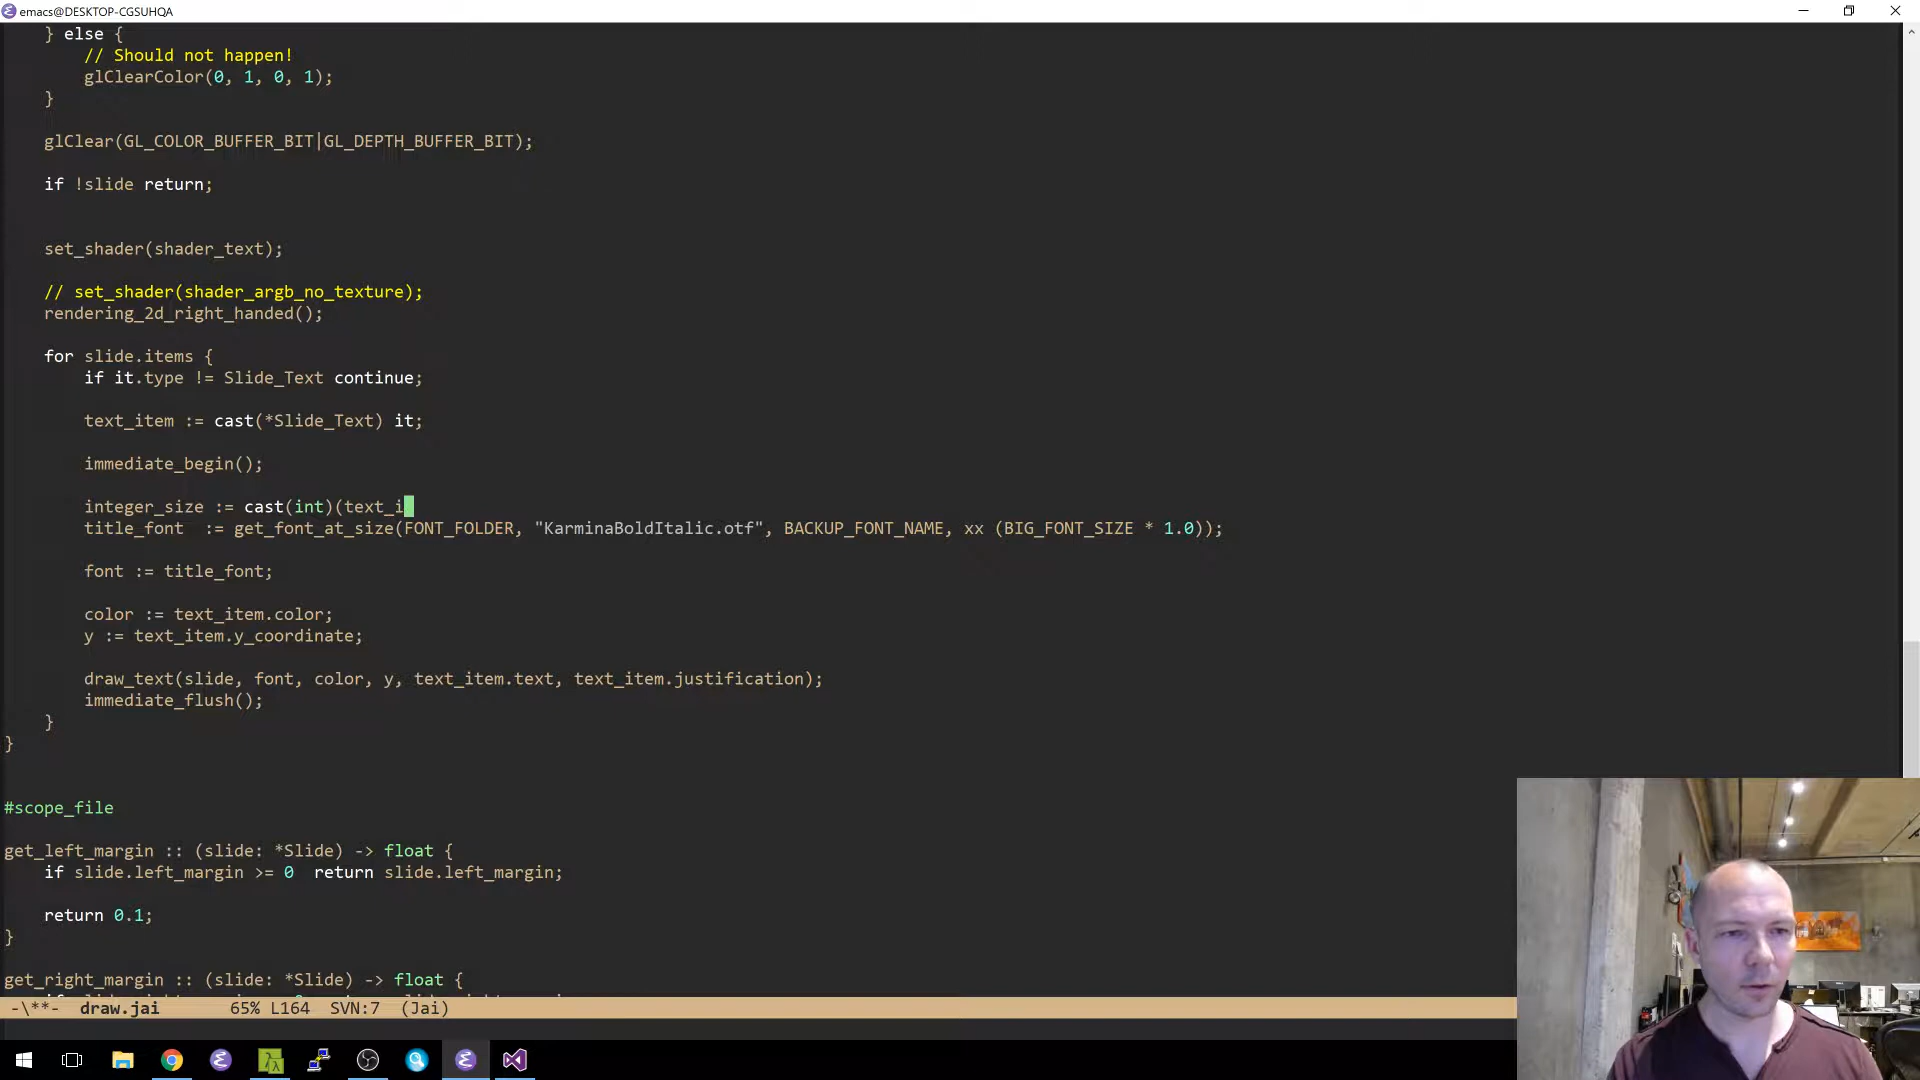 emacs@DESKTOP-CGSUHQA
} else {
// Should not happen!
glClearColor(0, 1, 0, 1);
}
glClear(GL_COLOR_BUFFER_BIT|GL_DEPTH_BUFFER_BIT);
if !slide return;
set_shader(shader_text);
// set_shader(shader_argb_no_texture);
rendering_2d_right_handed();
for slide.items {
if it.type != Slide_Text continue;
text_item := cast(*Slide_Text) it;
immediate_begin();
integer_size := cast(int)(text_i
title_font  := get_font_at_size(FONT_FOLDER, "KarminaBoldItalic.otf", BACKUP_FONT_NAME, xx (BIG_FONT_SIZE * 1.0));
font := title_font;
color := text_item.color;
y := text_item.y_coordinate;
draw_text(slide, font, color, y, text_item.text, text_item.justification);
immediate_flush();
}
}
#scope_file
get_left_margin :: (slide: *Slide) -> float {
if slide.left_margin >= 0  return slide.left_margin;
return 0.1;
}
get_right_margin :: (slide: *Slide) -> float {
-\**-  draw.jai       65% L164  SVN:7  (Jai)